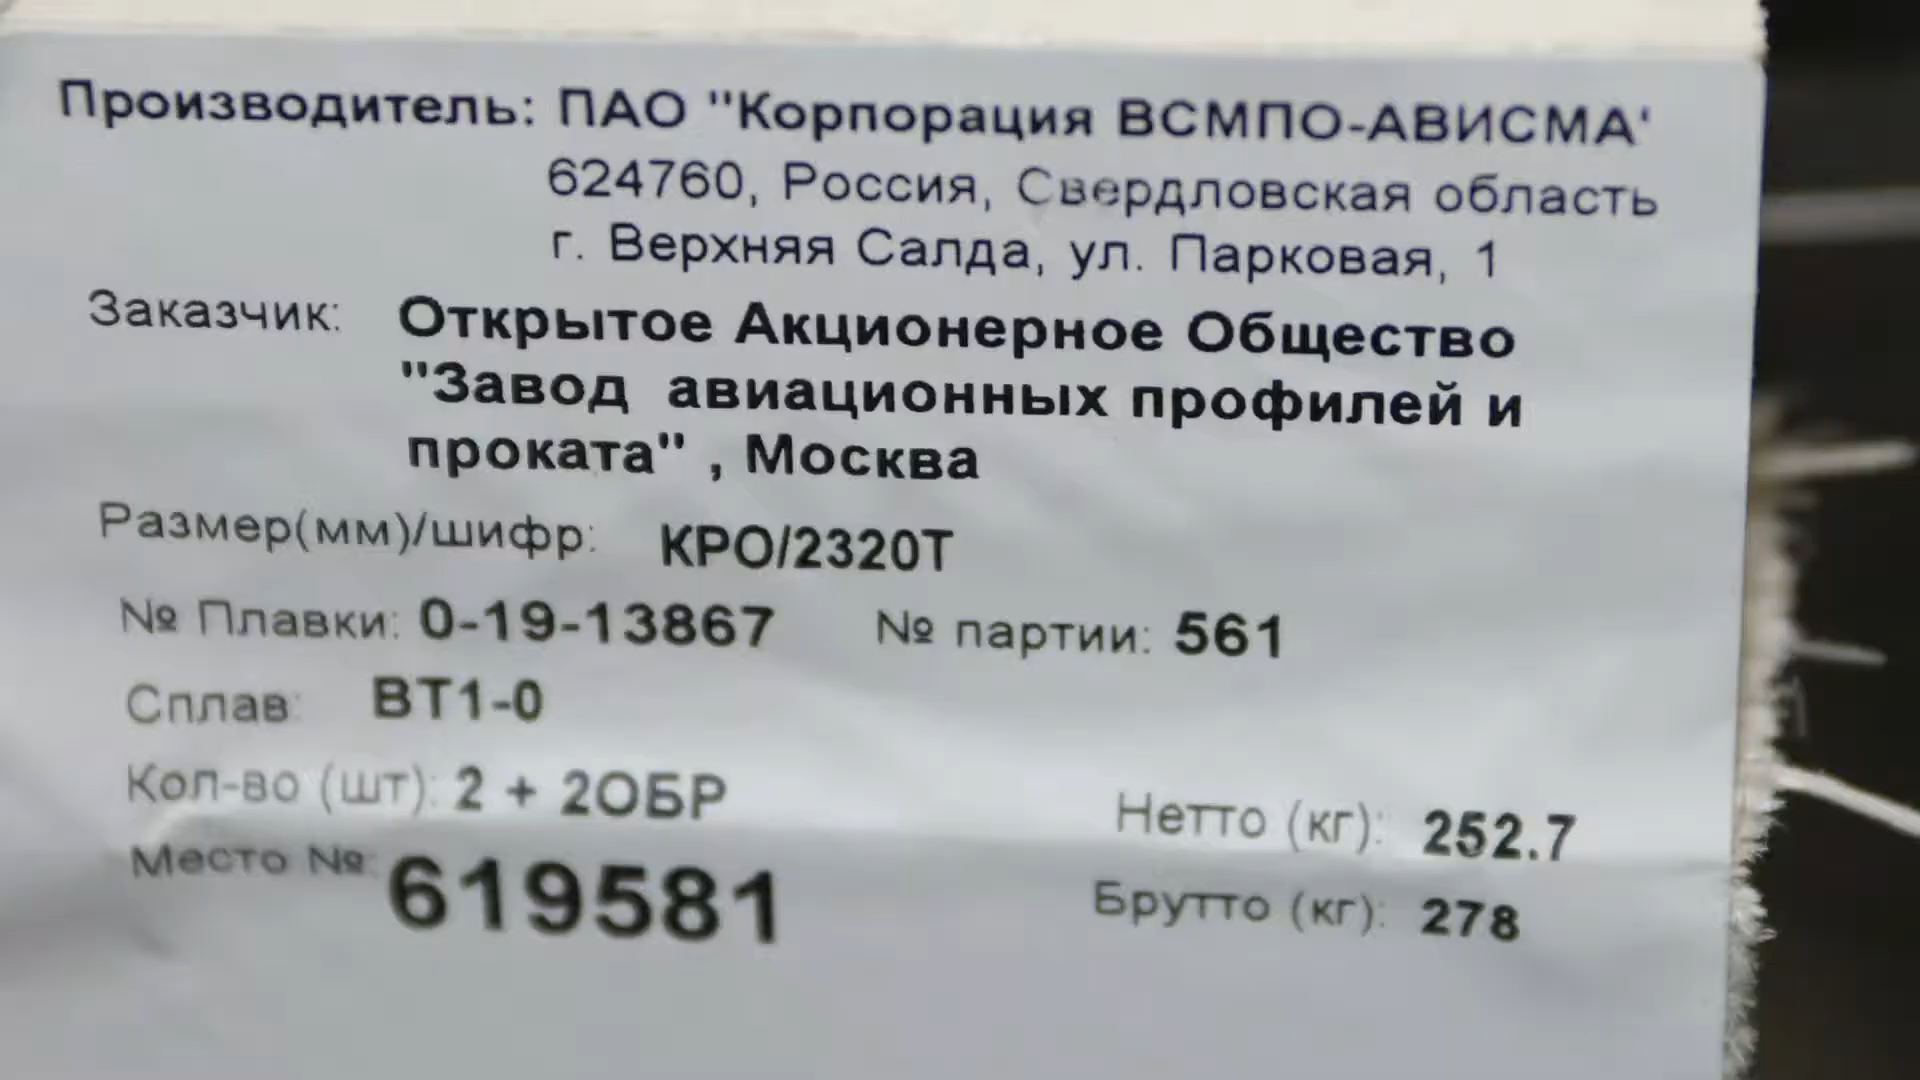 Производитель: ПАО "Корпорация ВСМПО-АВИСМА'
624760, Россия, Свердловская область
г. Верхняя Салда, ул. Парковая, 1
Заказчик: Открытое Акционерное Общество
"Завод авиационных профилей и
проката" , Москва
Размер(мм)/шифр: КРО/2320Т
№ Плавки: 0-19-13867 № партии: 561
Сплав: ВТ1-0
Кол-во (шт): 2 + 2ОБР Нетто (кг): 252.7
Место №: 619581 Брутто (кг): 278